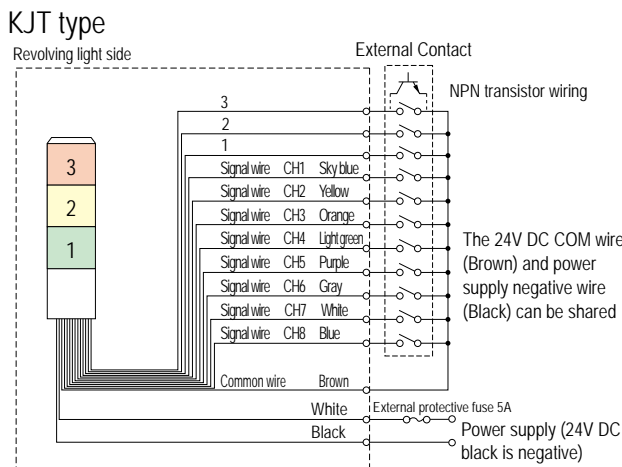 KJT type
Revolving light side
External Contact
NPN transistor wiring
3
2
1
3
2
1
Signal wire CH1 Sky blue
Signal wire CH2 Yellow
Signal wire CH3 Orange
Signal wire CH4 Light green
Signal wire CH5 Purple
Signal wire CH6 Gray
Signal wire CH7 White
Signal wire CH8 Blue
The 24V DC COM wire
(Brown) and power
supply negative wire
(Black) can be shared
Common wire Brown
White External protective fuse 5A
Black
Power supply (24V DC
black is negative)